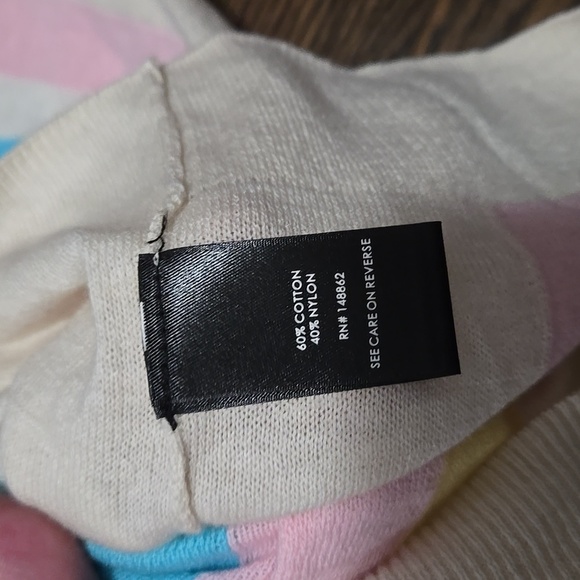 60% COTTON
40% NYLON
RN# 148862
SEE CARE ON REVERSE